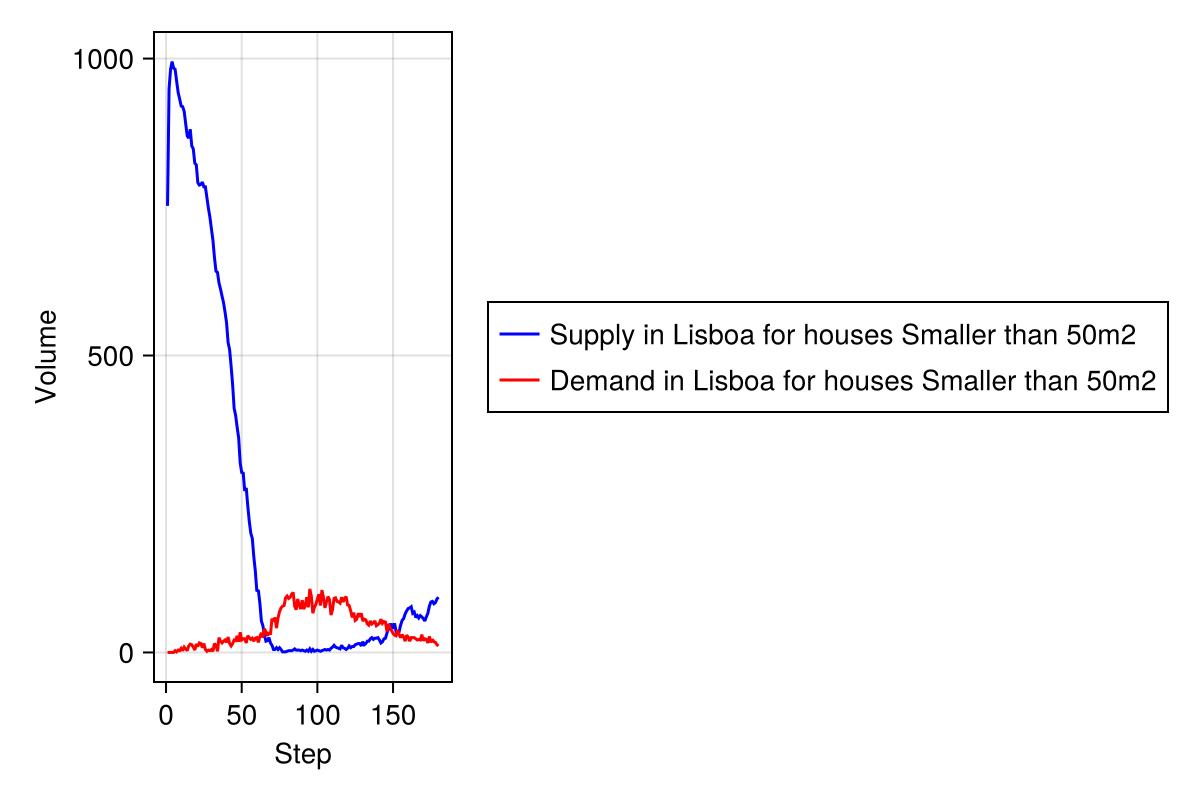 1000
500
0
Volume
0 50 100 150
Step
Supply in Lisboa for houses Smaller than 50m2
Demand in Lisboa for houses Smaller than 50m2